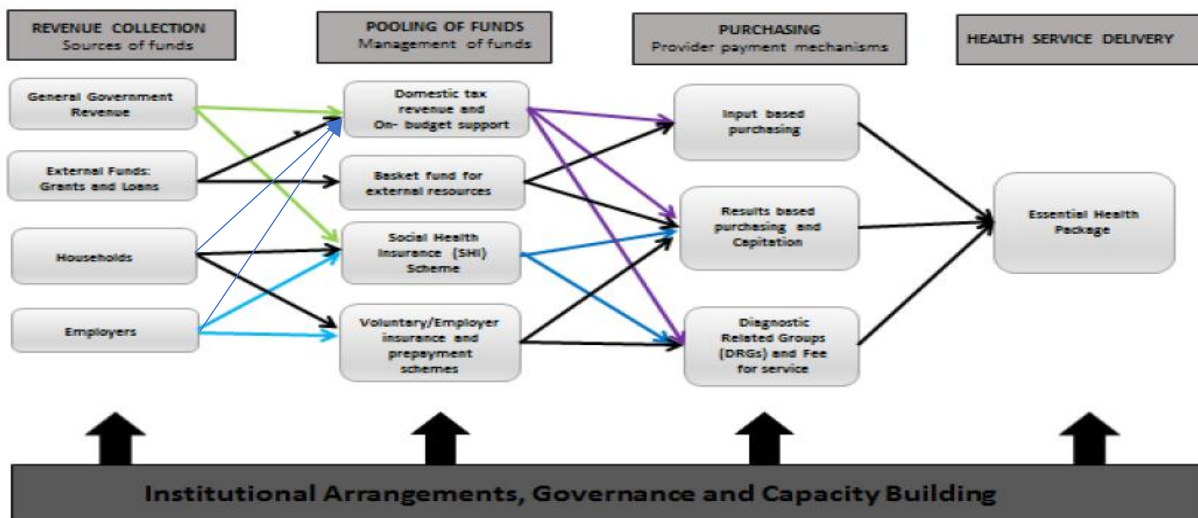 REVENUE COLLECTION
Sources of funds
POOLING OF FUNDS
Management of funds
PURCHASING
Provider payment mechanisms
HEALTH SERVICE DELIVERY
General Government
Revenue
External Funds:
Grants and Loans
Households
Employers
Domestic tax
revenue and
On- budget support
Basket fund for
external resources
Social Health
Insurance (SHI)
Scheme
Voluntary/Employer
insurance and
prepayment
schemes
Input based
purchasing
Results based
purchasing and
Capitation
Diagnostic
Related Groups
(DRGs) and Fee
for service
Essential Health
Package
Institutional Arrangements, Governance and Capacity Building